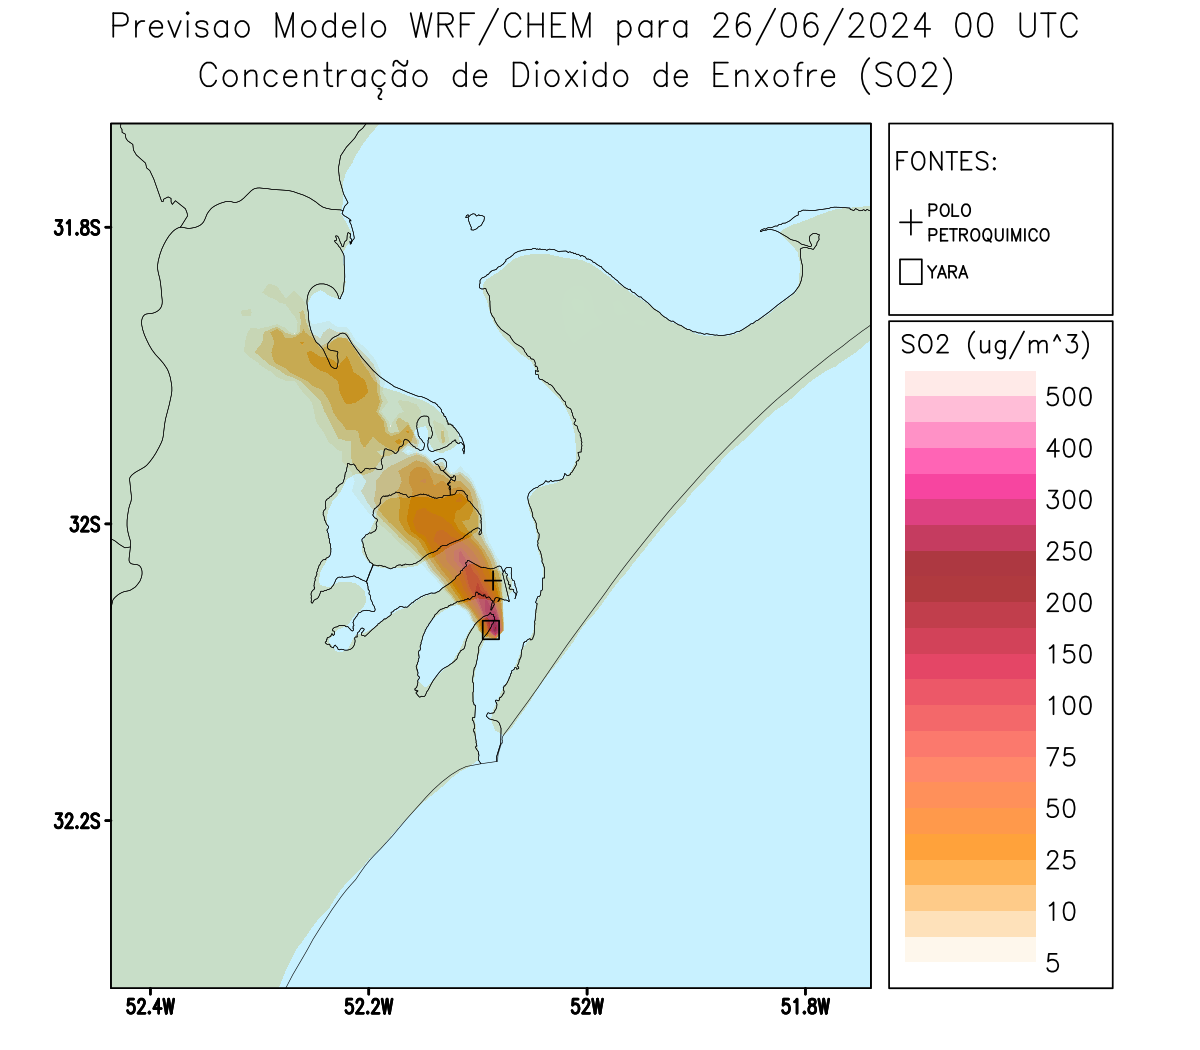 Previsao Modelo WRF/CHEM para 26/06/2024 00 UTC
Concentração de Dioxido de Enxofre (SO2)
FONTES:
POLO
PETROQUIMICO
YARA
31.8S
32S
32.2S
52.4W
52.2W
52W
51.8W
SO2 (ug/m^3)
500
400
300
250
200
150
100
75
50
25
10
5